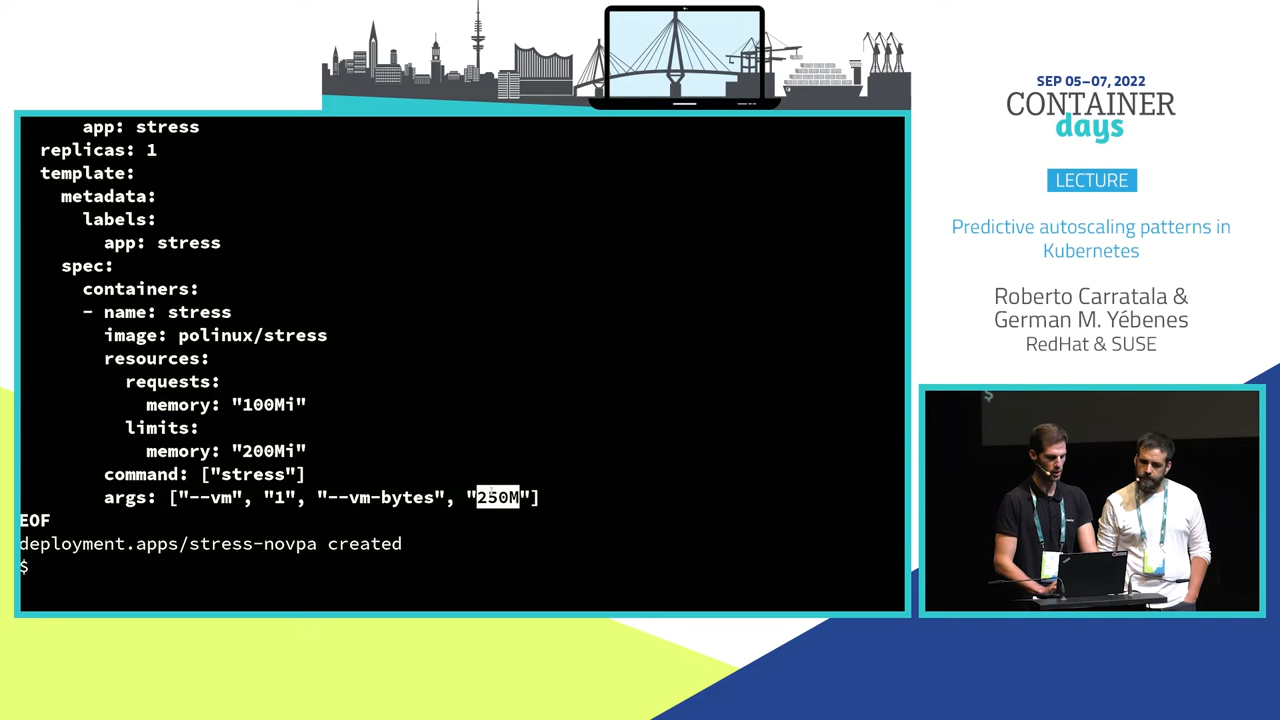 app: stress
replicas: 1
template:
metadata:
labels:
app: stress
spec:
containers:
- name: stress
image: polinux/stress
resources:
requests:
memory: "100Mi"
limits:
memory: "200Mi"
command: ["stress"]
args: ["--vm", "1", "--vm-bytes", "250M"]
EOF
deployment.apps/stress-novpa created
$
SEP 05–07, 2022
CONTAINER
days
LECTURE
Predictive autoscaling patterns in
Kubernetes
Roberto Carratala &
German M. Yébenes
RedHat & SUSE
$